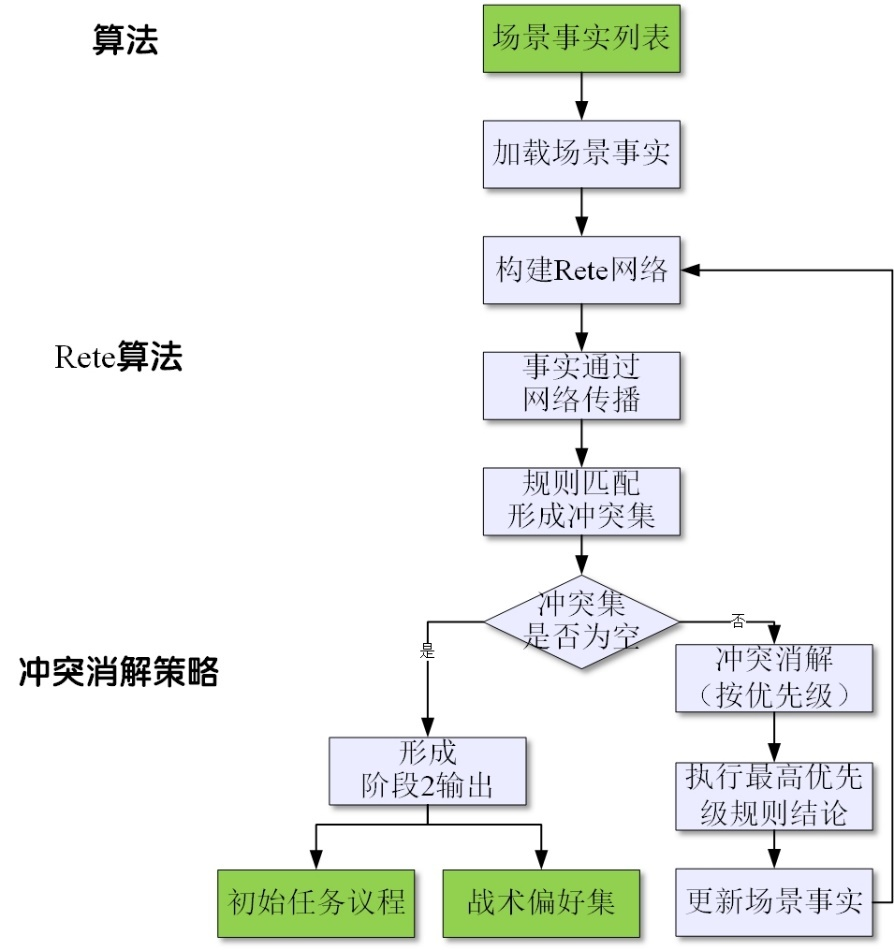 算法
场景事实列表
加载场景事实
构建Rete网络
Rete算法
事实通过
网络传播
规则匹配
形成冲突集
冲突集
是否为空
是
否
冲突消解策略
冲突消解
（按优先级）
形成
阶段2输出
执行最高优先
级规则结论
初始任务议程
战术偏好集
更新场景事实